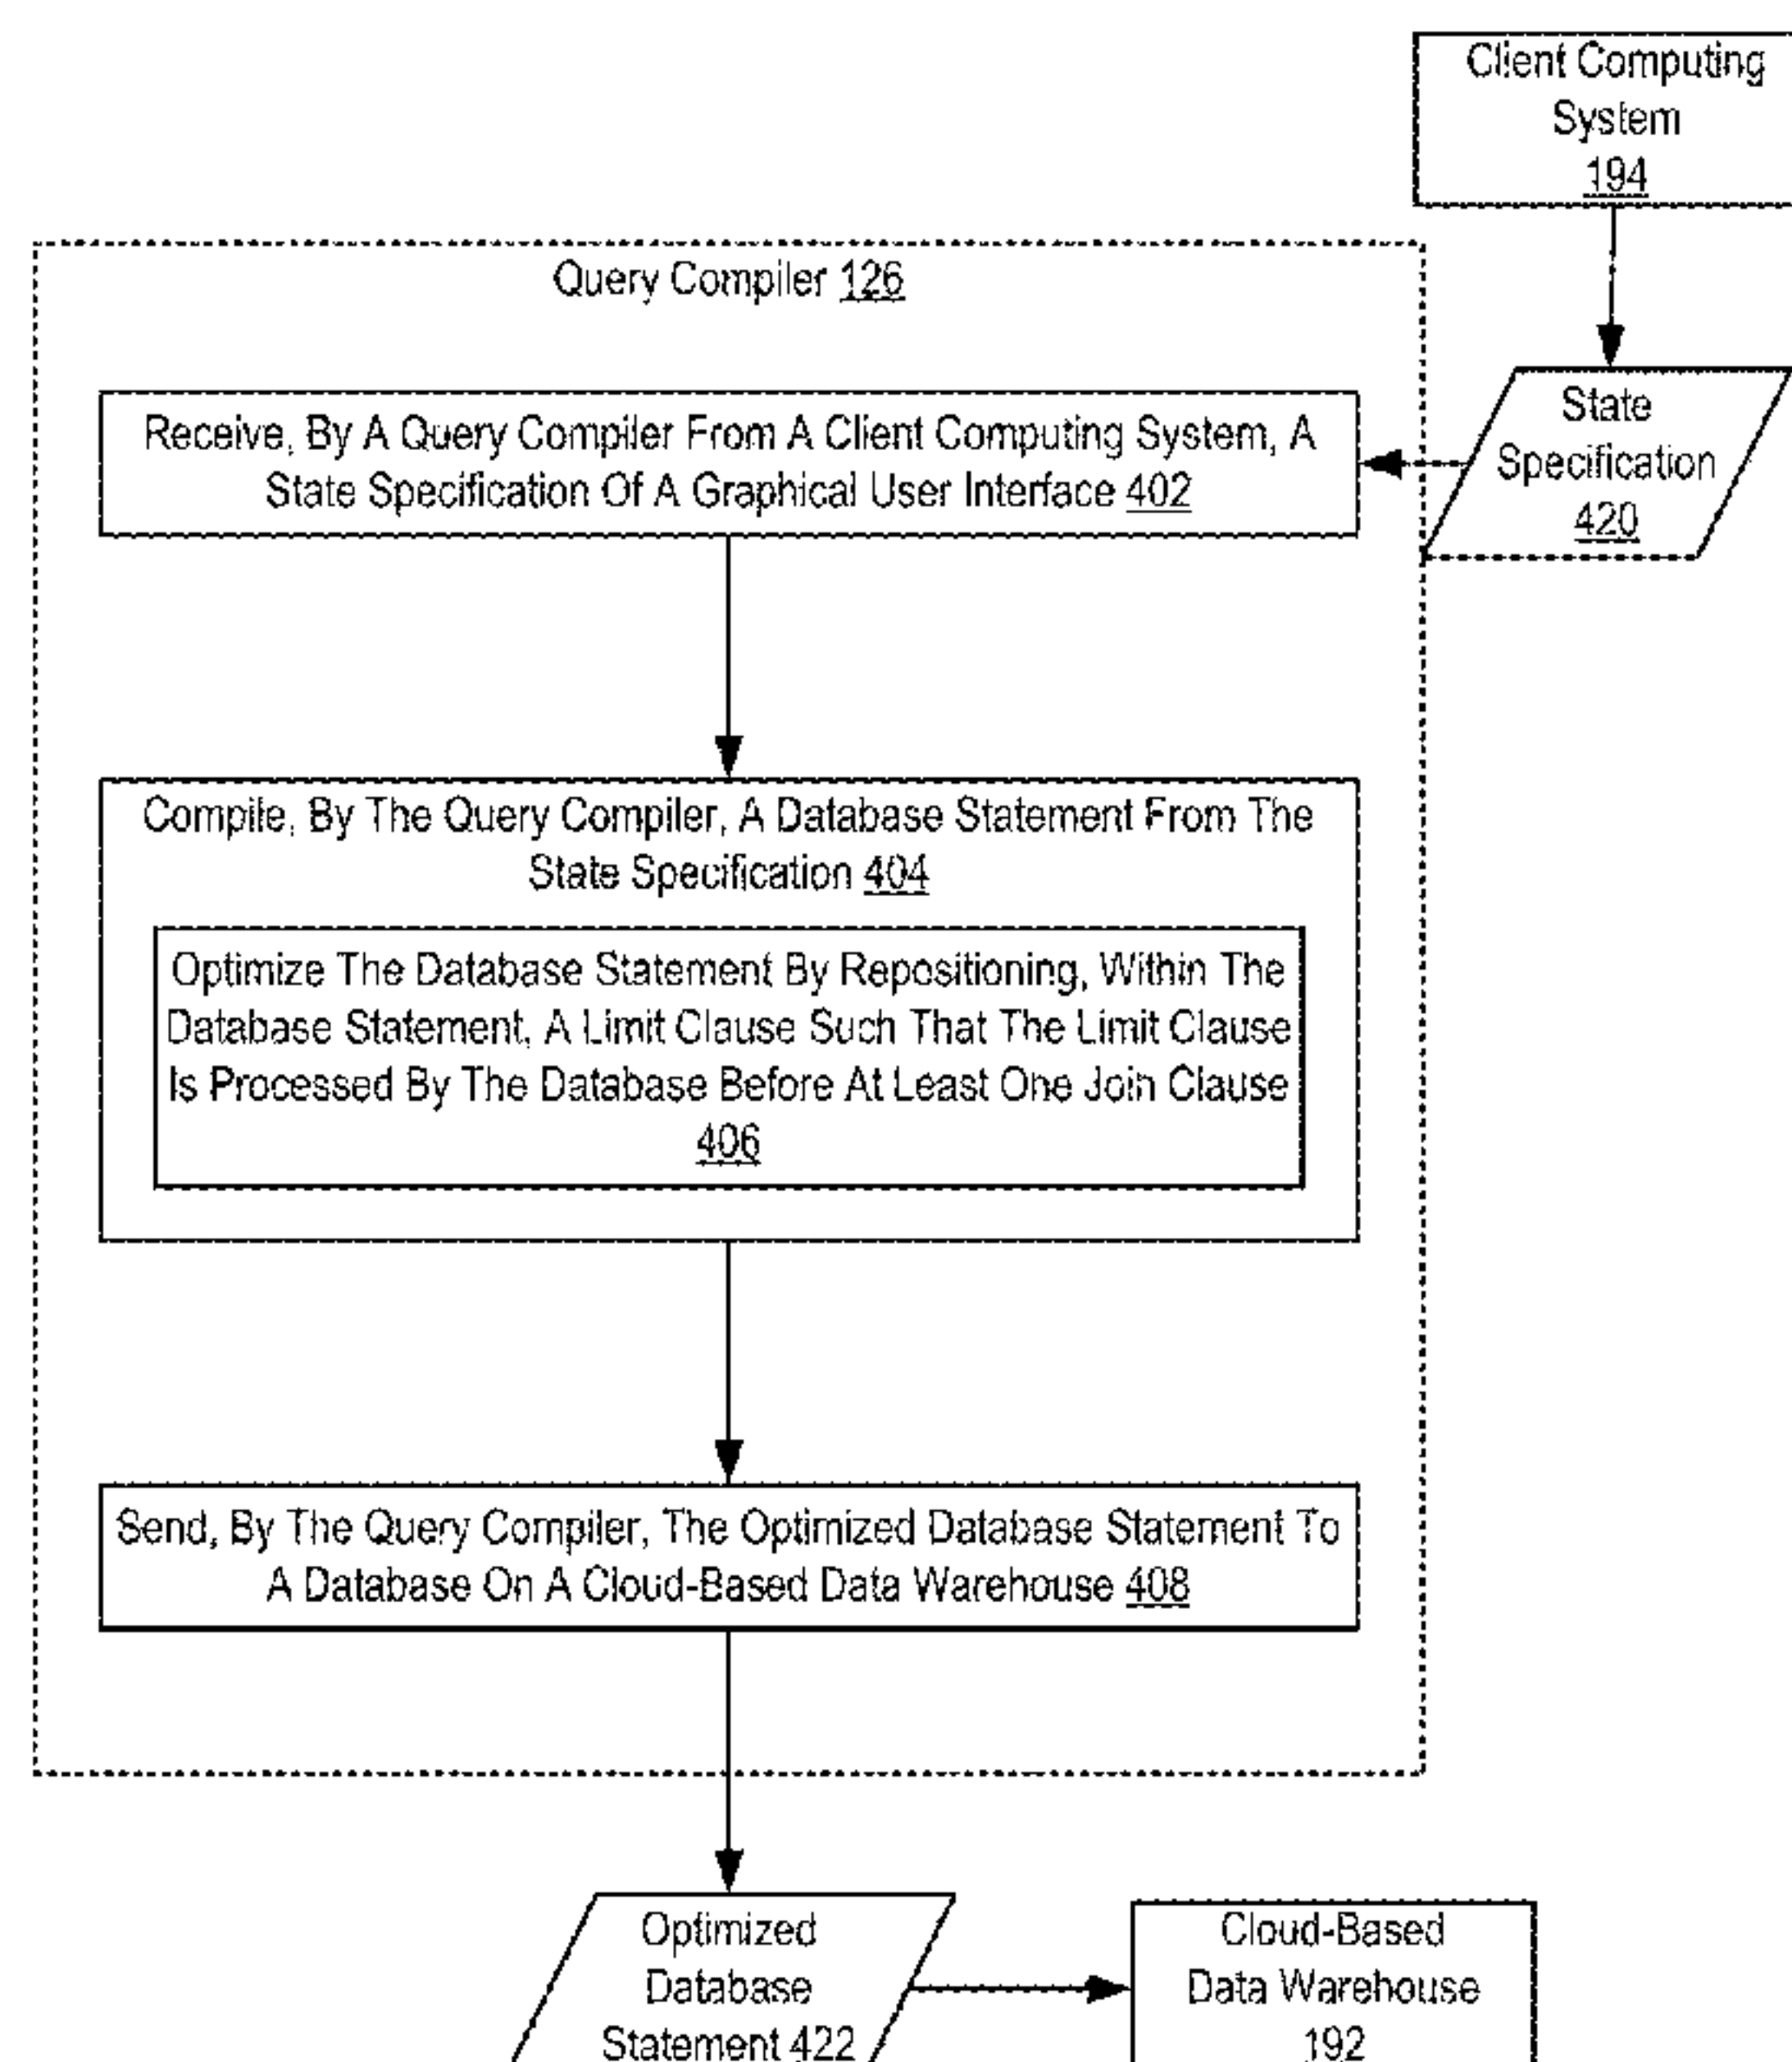 Client Computing
System
194
Query Compiler 126
Receive, By A Query Compiler From A Client Computing System, A
State Specification Of A Graphical User Interface 402
State
Specification
420
Compile, By The Query Compiler, A Database Statement From The
State Specification 404
Optimize The Database Statement By Repositioning, Within The
Database Statement, A Limit Clause Such That The Limit Clause
Is Processed By The Database Before At Least One Join Clause
406
Send, By The Query Compiler, The Optimized Database Statement To
A Database On A Cloud-Based Data Warehouse 408
Optimized
Database
Statement 422
Cloud-Based
Data Warehouse
192